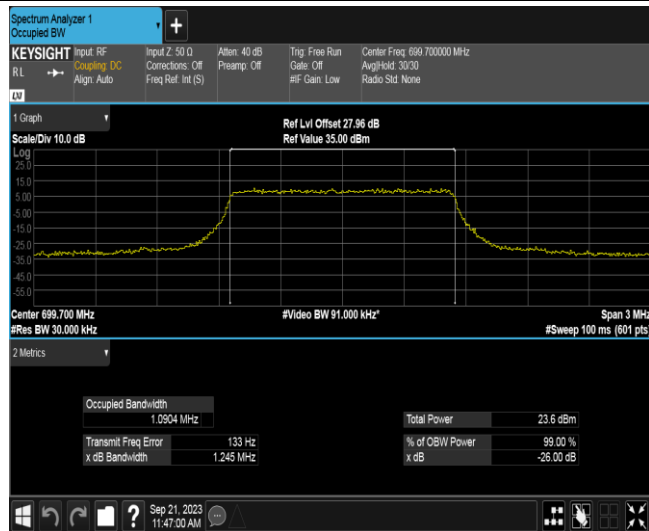 Spectrum Analyzer 1
Occupied BW
+
KEYSIGHT
RL
LXI
Input: RF
Coupling: DC
Align: Auto
Input Z: 50 Ω
Corrections: Off
Freq Ref: Int (S)
Atten: 40 dB
Preamp: Off
Trig: Free Run
Gate: Off
#IF Gain: Low
Center Freq: 699.700000 MHz
Avg|Hold: 30/30
Radio Std: None
1 Graph
Scale/Div 10.0 dB
Ref Lvl Offset 27.96 dB
Ref Value 35.00 dBm
Log
25.0
15.0
5.00
-5.00
-15.0
-25.0
-35.0
-45.0
-55.0
Center 699.700 MHz
#Res BW 30.000 kHz
#Video BW 91.000 kHz*
Span 3 MHz
#Sweep 100 ms (601 pts)
2 Metrics
Occupied Bandwidth
1.0904 MHz
Transmit Freq Error 133 Hz
x dB Bandwidth 1.245 MHz
Total Power 23.6 dBm
% of OBW Power 99.00 %
x dB -26.00 dB
?
Sep 21, 2023
11:47:00 AM